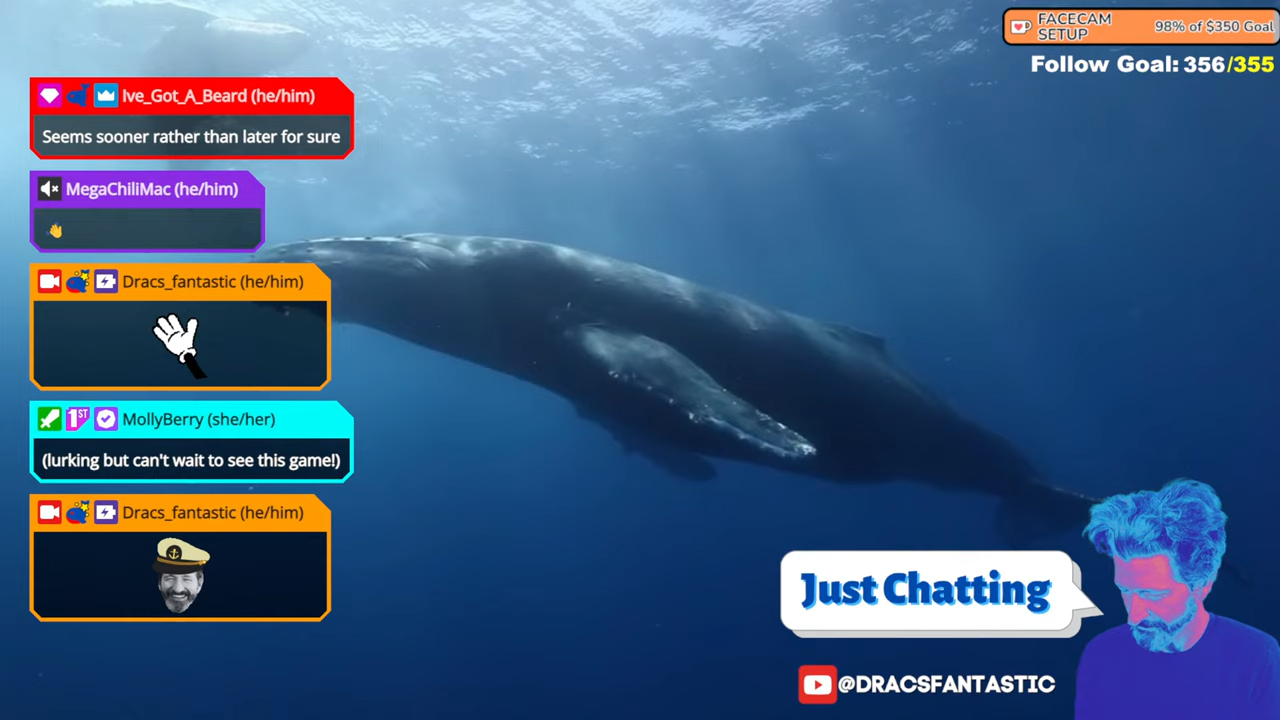 FACECAM SETUP
98% of $350 Goal
Follow Goal: 356/355
Ive_Got_A_Beard (he/him)
Seems sooner rather than later for sure
MegaChiliMac (he/him)
Dracs_fantastic (he/him)
1ST MollyBerry (she/her)
(lurking but can't wait to see this game!)
Dracs_fantastic (he/him)
Just Chatting
@DRACSFANTASTIC